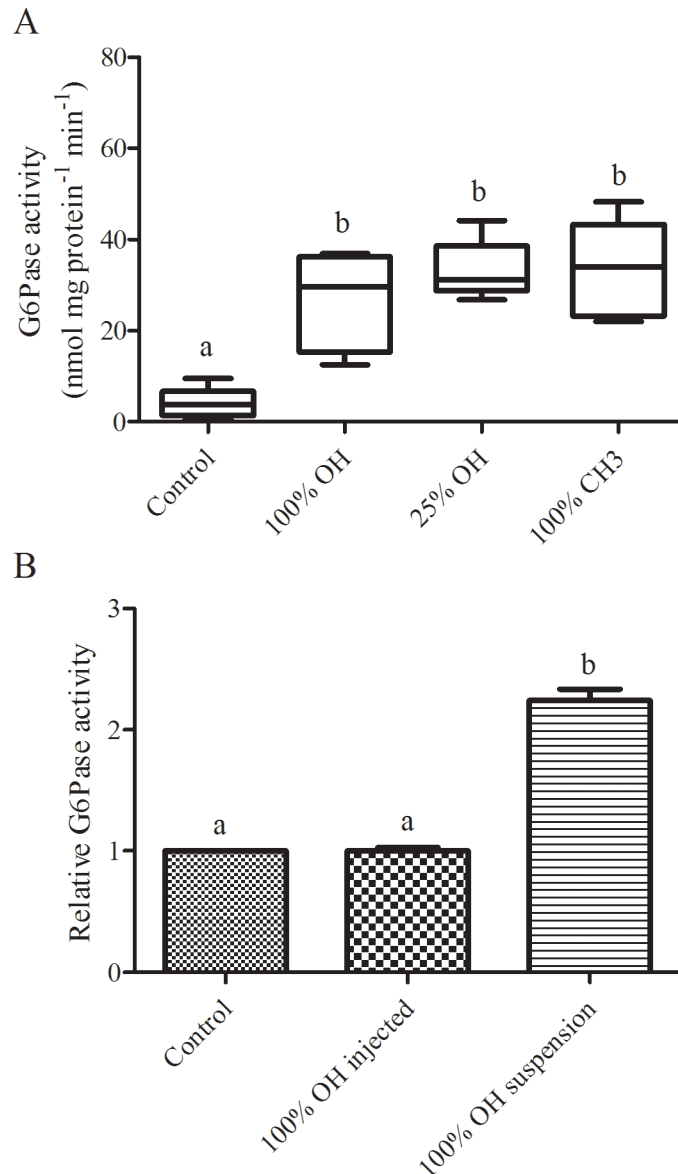 A
G6Pase activity
(nmol mg protein⁻¹ min⁻¹)
80
60
40
20
0
a
b
b
b
Control
100% OH
25% OH
100% CH3
B
Relative G6Pase activity
3
2
1
0
a
a
b
Control
100% OH injected
100% OH suspension